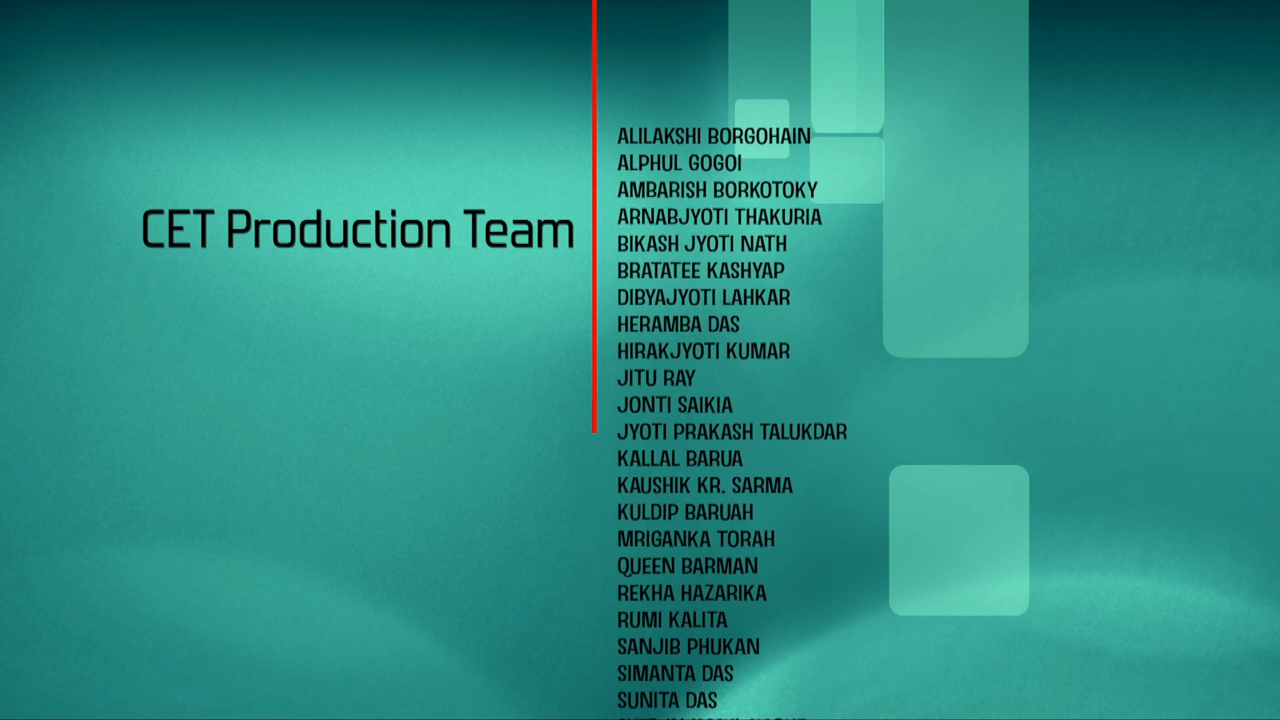 CET Production Team
ALILAKSHI BORGOHAIN
ALPHUL GOGOI
AMBARISH BORKOTOKY
ARNABJYOTI THAKURIA
BIKASH JYOTI NATH
BRATATEE KASHYAP
DIBYAJYOTI LAHKAR
HERAMBA DAS
HIRAKJYOTI KUMAR
JITU RAY
JONTI SAIKIA
JYOTI PRAKASH TALUKDAR
KALLAL BARUA
KAUSHIK KR. SARMA
KULDIP BARUAH
MRIGANKA TORAH
QUEEN BARMAN
REKHA HAZARIKA
RUMI KALITA
SANJIB PHUKAN
SIMANTA DAS
SUNITA DAS